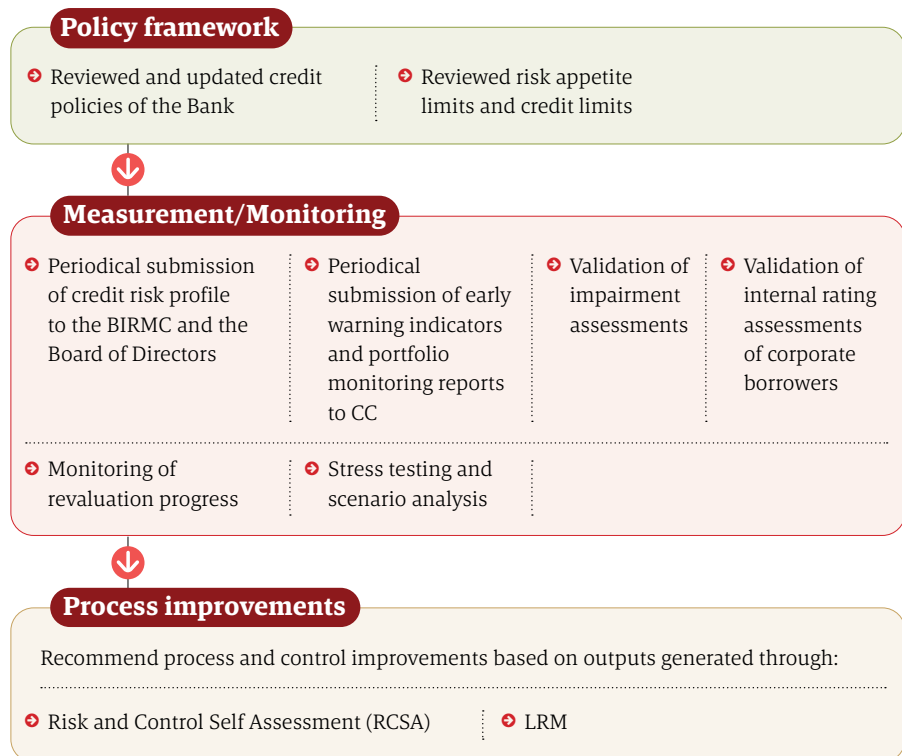 Policy framework
Reviewed and updated credit
policies of the Bank
Reviewed risk appetite
limits and credit limits
Measurement/Monitoring
Periodical submission
of credit risk profile
to the BIRMC and the
Board of Directors
Periodical
submission of early
warning indicators
and portfolio
monitoring reports
to CC
Validation of
impairment
assessments
Validation of
internal rating
assessments
of corporate
borrowers
Monitoring of
revaluation progress
Stress testing and
scenario analysis
Process improvements
Recommend process and control improvements based on outputs generated through:
Risk and Control Self Assessment (RCSA)
LRM